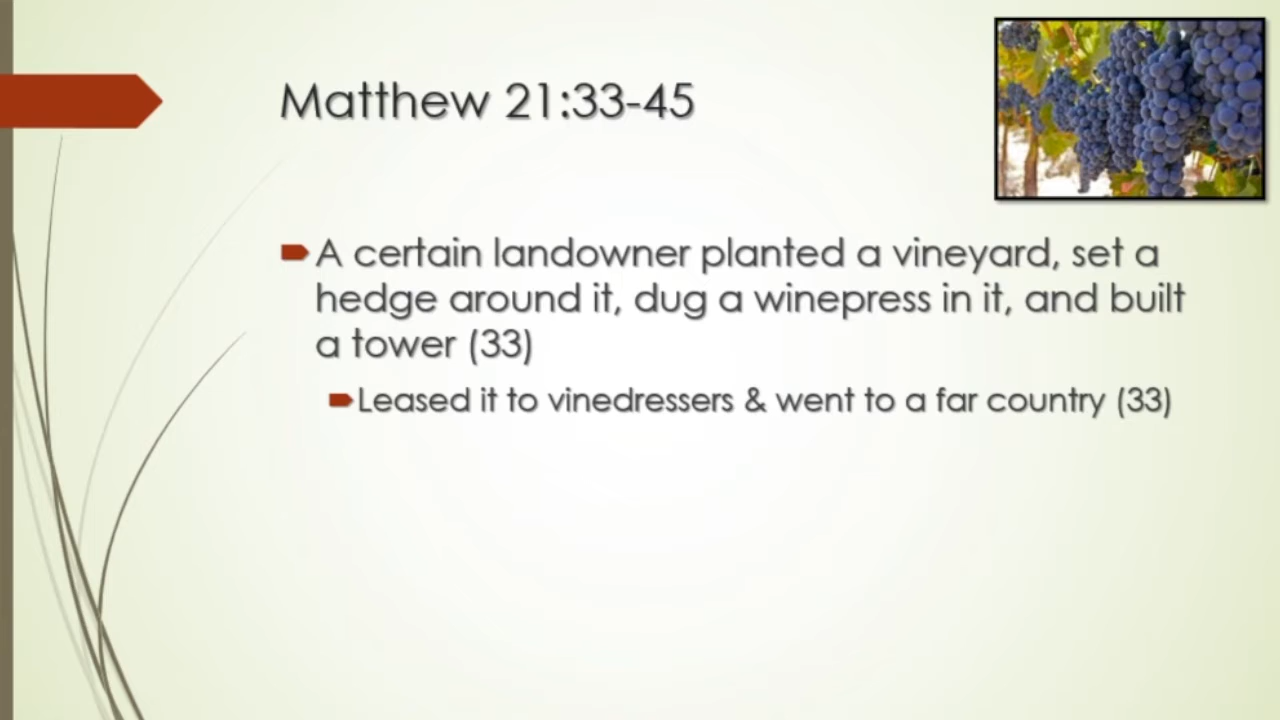 Matthew 21:33-45
A certain landowner planted a vineyard, set a
hedge around it, dug a winepress in it, and built
a tower (33)
Leased it to vinedressers & went to a far country (33)